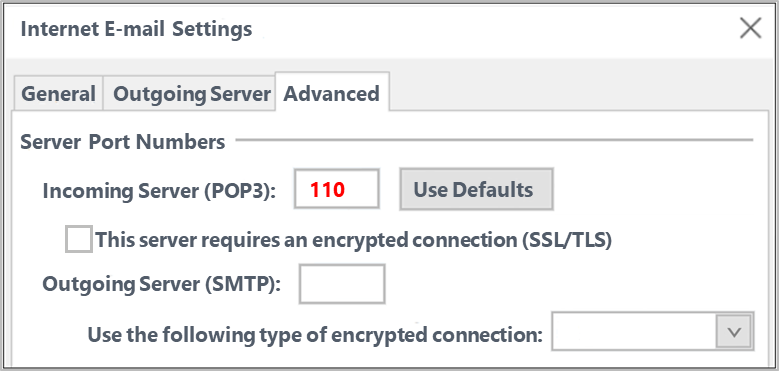 Internet E-mail Settings
General Outgoing Server Advanced
Server Port Numbers
Incoming Server (POP3): 110 Use Defaults
This server requires an encrypted connection (SSL/TLS)
Outgoing Server (SMTP):
Use the following type of encrypted connection: